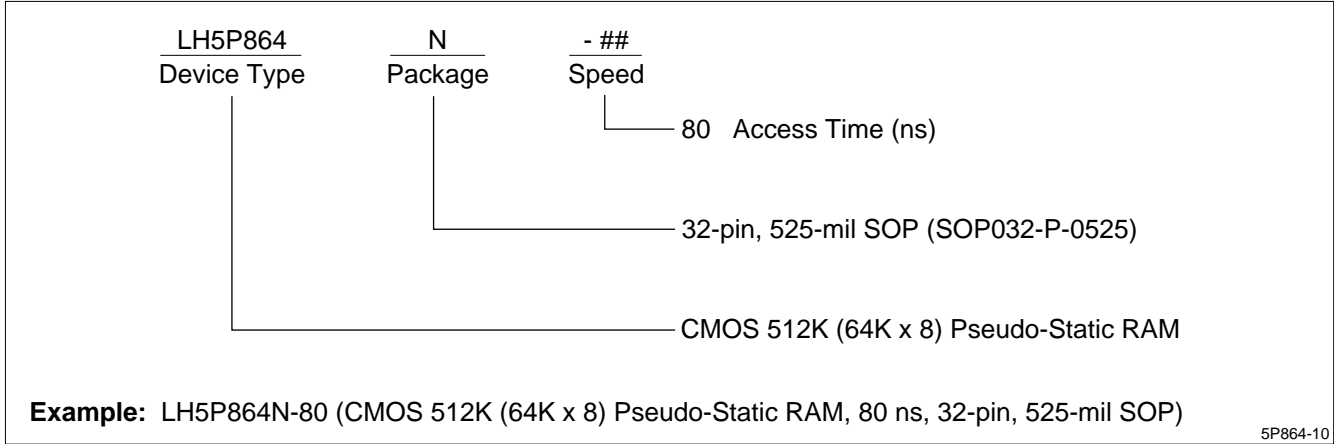 LH5P864 N - ##
Device Type Package Speed
80 Access Time (ns)
32-pin, 525-mil SOP (SOP032-P-0525)
CMOS 512K (64K x 8) Pseudo-Static RAM
Example: LH5P864N-80 (CMOS 512K (64K x 8) Pseudo-Static RAM, 80 ns, 32-pin, 525-mil SOP)
5P864-10